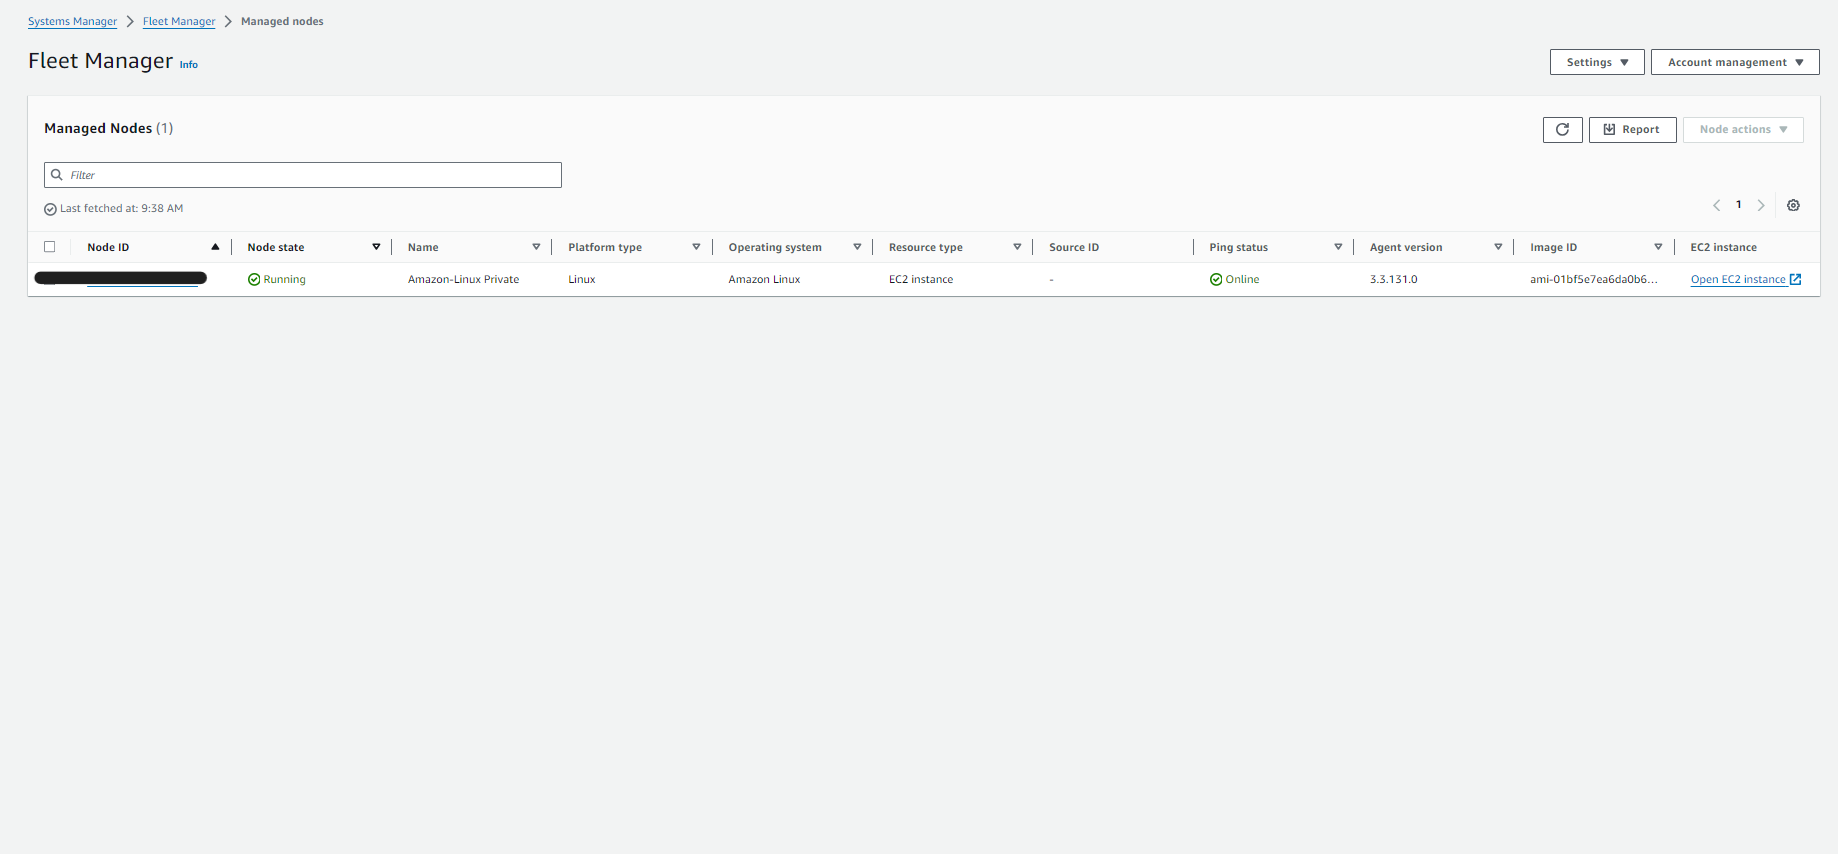 Systems Manager > Fleet Manager > Managed nodes
Fleet Manager Info
Settings Account management
Managed Nodes (1)
Report Node actions
Filter
Last fetched at: 9:38 AM
1
Node ID Node state Name Platform type Operating system Resource type Source ID Ping status Agent version Image ID EC2 instance
Running Amazon-Linux Private Linux Amazon Linux EC2 instance - Online 3.3.131.0 ami-01bf5e7ea6da0b6... Open EC2 instance